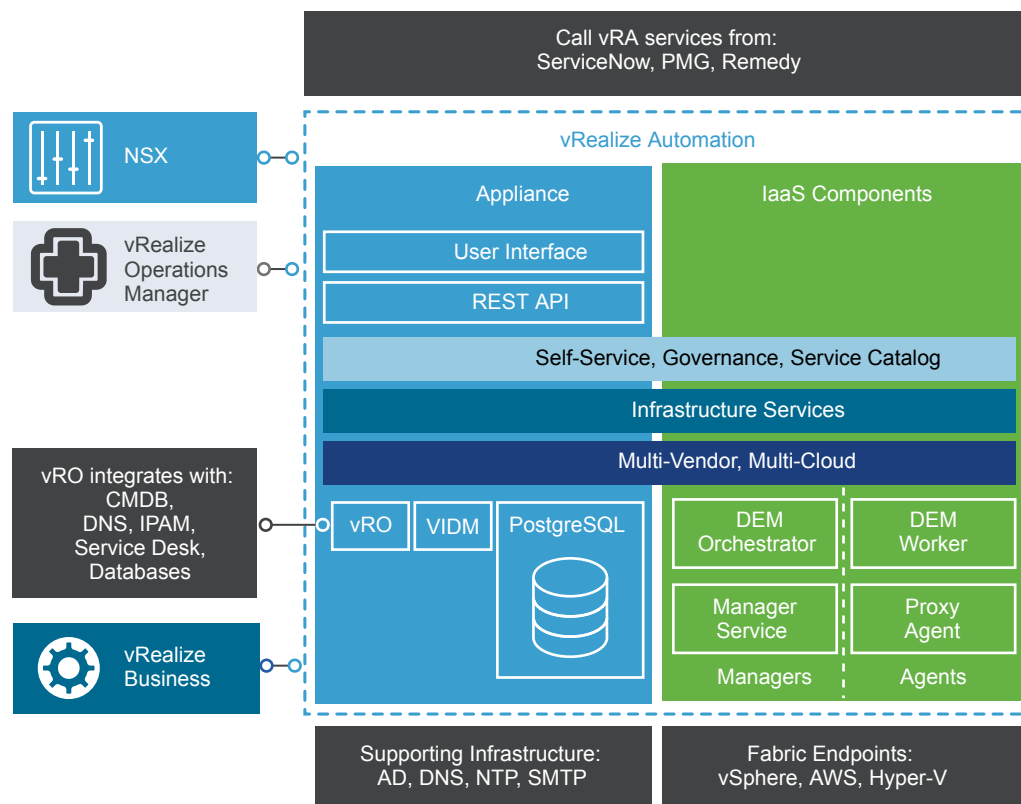 Call vRA services from:
ServiceNow, PMG, Remedy
NSX
vRealize
Operations
Manager
vRO integrates with:
CMDB,
DNS, IPAM,
Service Desk,
Databases
vRealize
Business
vRealize Automation
Appliance
IaaS Components
User Interface
REST API
Self-Service, Governance, Service Catalog
Infrastructure Services
Multi-Vendor, Multi-Cloud
vRO
VIDM
PostgreSQL
DEM
Orchestrator
DEM
Worker
Manager
Service
Proxy
Agent
Managers
Agents
Supporting Infrastructure:
AD, DNS, NTP, SMTP
Fabric Endpoints:
vSphere, AWS, Hyper-V